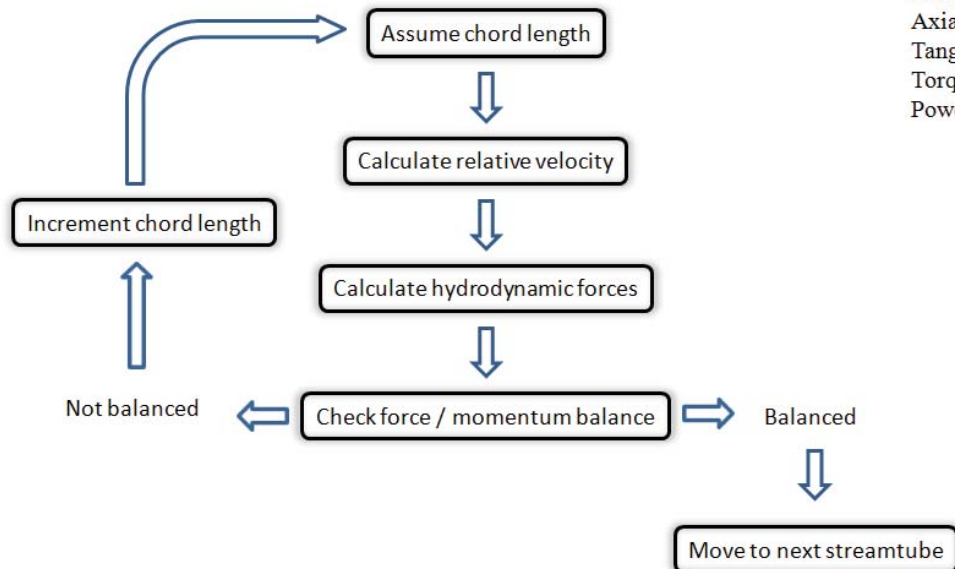 Assume chord length
Calculate relative velocity
Increment chord length
Calculate hydrodynamic forces
Not balanced
Check force / momentum balance
Balanced
Move to next streamtube